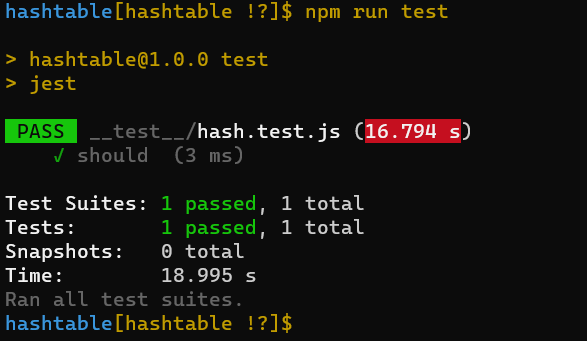 hashtable[hashtable !?]$ npm run test
> hashtable@1.0.0 test
> jest
PASS __test__/hash.test.js (16.794 s)
√ should (3 ms)
Test Suites: 1 passed, 1 total
Tests: 1 passed, 1 total
Snapshots: 0 total
Time: 18.995 s
Ran all test suites.
hashtable[hashtable !?]$